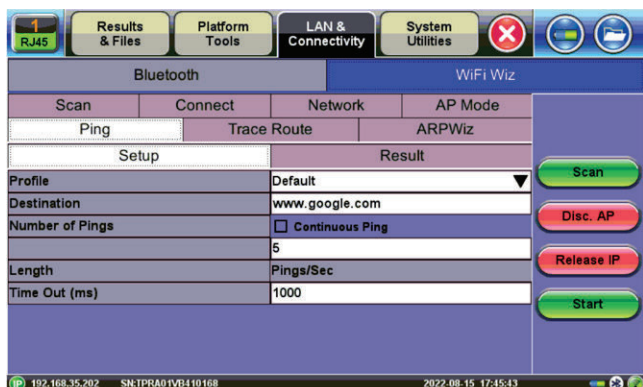 1
RJ45
Results
& Files
Platform
Tools
LAN &
Connectivity
System
Utilities
Bluetooth
WiFi Wiz
Scan
Connect
Network
AP Mode
Ping
Trace Route
ARPWiz
Setup
Result
Profile
Default
Destination
www.google.com
Number of Pings
Continuous Ping
5
Length
Pings/Sec
Time Out (ms)
1000
Scan
Disc. AP
Release IP
Start
IP 192.168.35.202 SN:TPRA01VB410168 2022-08-15 17:45:43